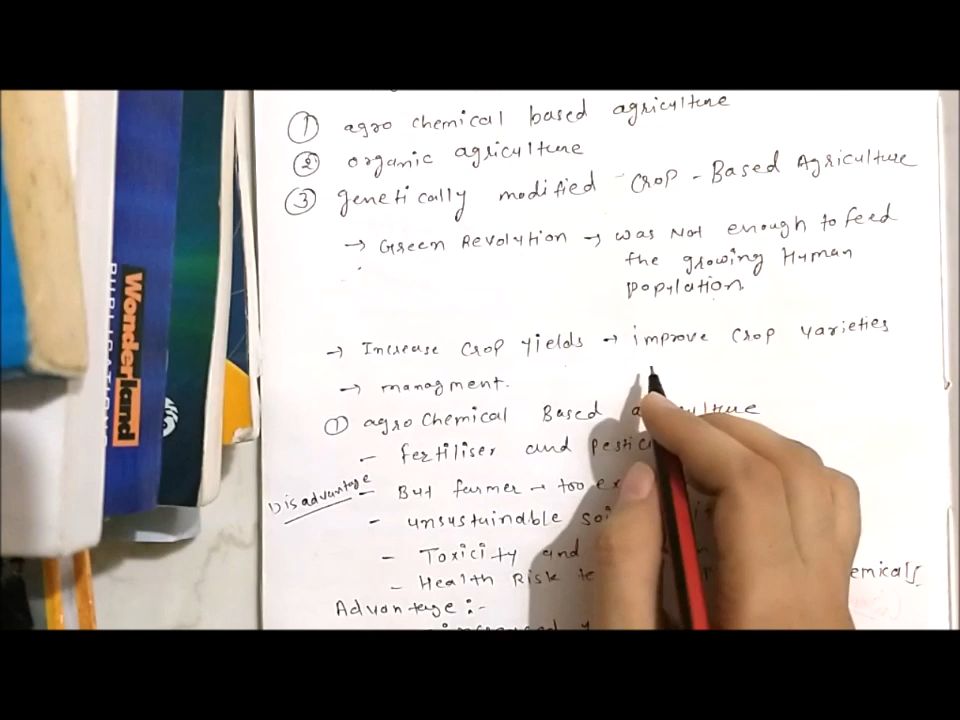 ① agro chemical based agriculture
② organic agriculture
③ genetically modified crop - Based Agriculture
→ Green Revolution → was not enough to feed
the growing Human
population
→ Increase crop yields → improve crop varieties
→ managment.
① agro chemical Based
- fertiliser and
Disadvantage
- But farmer → too
- unsustainable
- Toxicity and
- Health Risk
Advantage :-
Wonderland
PUBLICATIONS